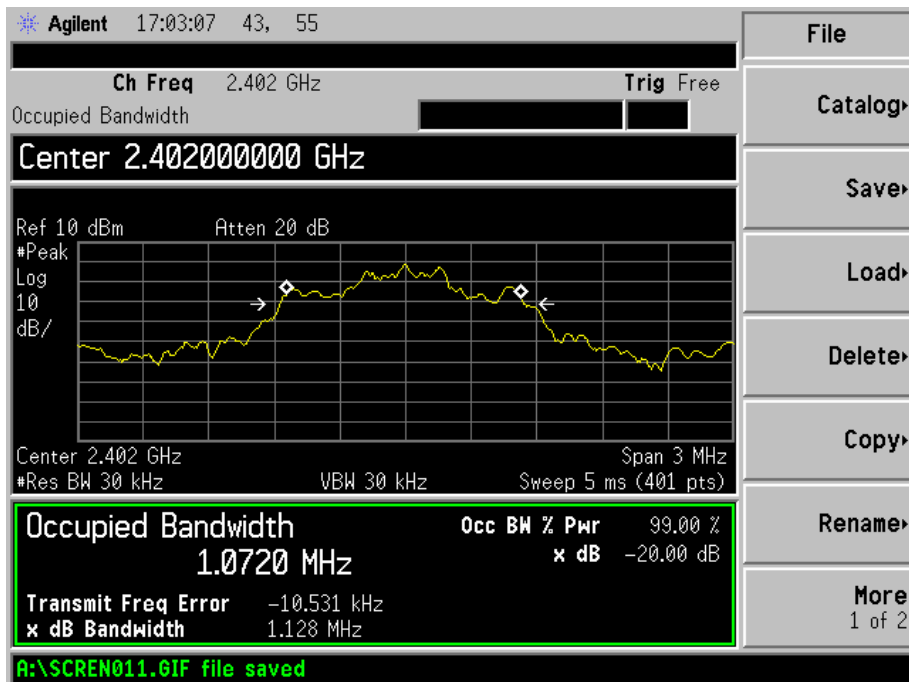 Agilent 17:03:07 43, 55
File
Ch Freq 2.402 GHz Trig Free
Occupied Bandwidth
Catalog
Center 2.402000000 GHz
Save
Ref 10 dBm Atten 20 dB
#Peak
Log
10
dB/
Load
Delete
Copy
Center 2.402 GHz Span 3 MHz
#Res BW 30 kHz VBW 30 kHz Sweep 5 ms (401 pts)
Occupied Bandwidth Occ BW % Pwr 99.00 %
1.0720 MHz x dB -20.00 dB
Rename
Transmit Freq Error -10.531 kHz
x dB Bandwidth 1.128 MHz
More
1 of 2
A:\SCREN011.GIF file saved